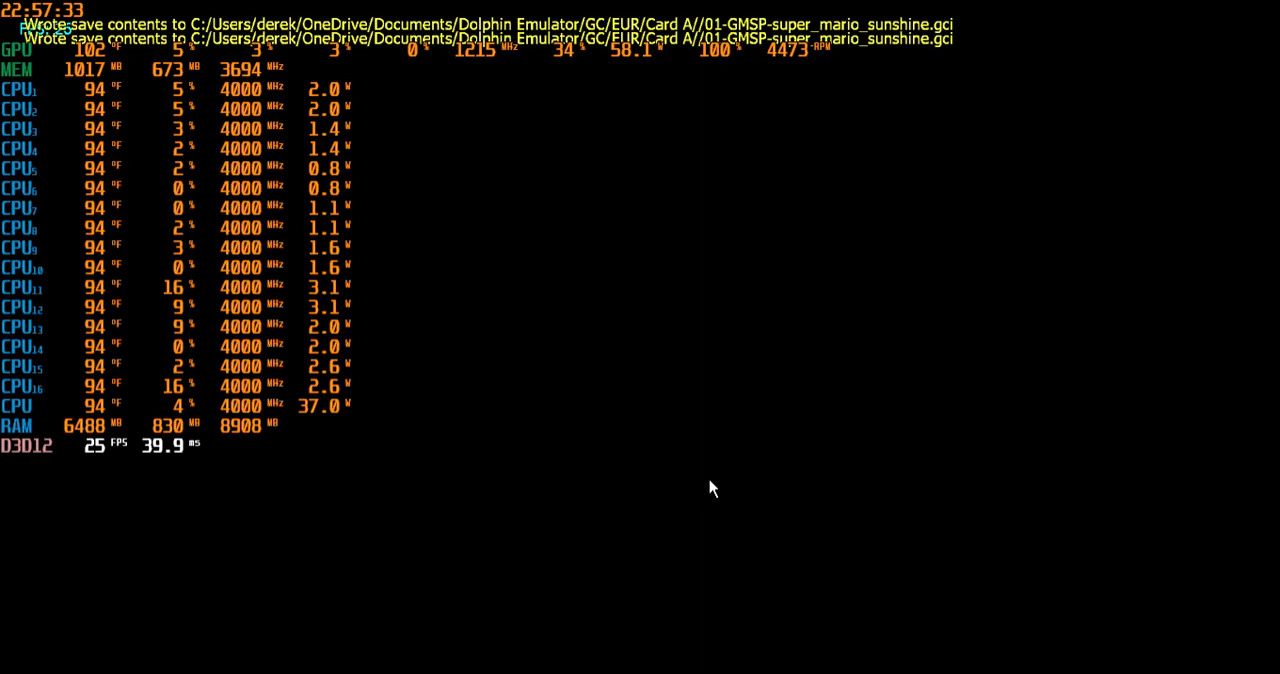 22:57:33
Wrote save contents to C:/Users/derek/OneDrive/Documents/Dolphin Emulator/GC/EUR/Card A//01-GMSP-super_mario_sunshine.gci
Wrote save contents to C:/Users/derek/OneDrive/Documents/Dolphin Emulator/GC/EUR/Card A//01-GMSP-super_mario_sunshine.gci
GPU 102 °F 5 % 3 % 3 % 0 % 1215 MHz 34 % 58.1 W 100 % 4473 RPM
MEM 1017 MB 673 MB 3694 MHz
CPU1 94 °F 5 % 4000 MHz 2.0 W
CPU2 94 °F 5 % 4000 MHz 2.0 W
CPU3 94 °F 3 % 4000 MHz 1.4 W
CPU4 94 °F 2 % 4000 MHz 1.4 W
CPU5 94 °F 2 % 4000 MHz 0.8 W
CPU6 94 °F 0 % 4000 MHz 0.8 W
CPU7 94 °F 0 % 4000 MHz 1.1 W
CPU8 94 °F 2 % 4000 MHz 1.1 W
CPU9 94 °F 3 % 4000 MHz 1.6 W
CPU10 94 °F 0 % 4000 MHz 1.6 W
CPU11 94 °F 16 % 4000 MHz 3.1 W
CPU12 94 °F 9 % 4000 MHz 3.1 W
CPU13 94 °F 9 % 4000 MHz 2.0 W
CPU14 94 °F 0 % 4000 MHz 2.0 W
CPU15 94 °F 2 % 4000 MHz 2.6 W
CPU16 94 °F 16 % 4000 MHz 2.6 W
CPU 94 °F 4 % 4000 MHz 37.0 W
RAM 6488 MB 830 MB 8908 MB
D3D12 25 FPS 39.9 ms